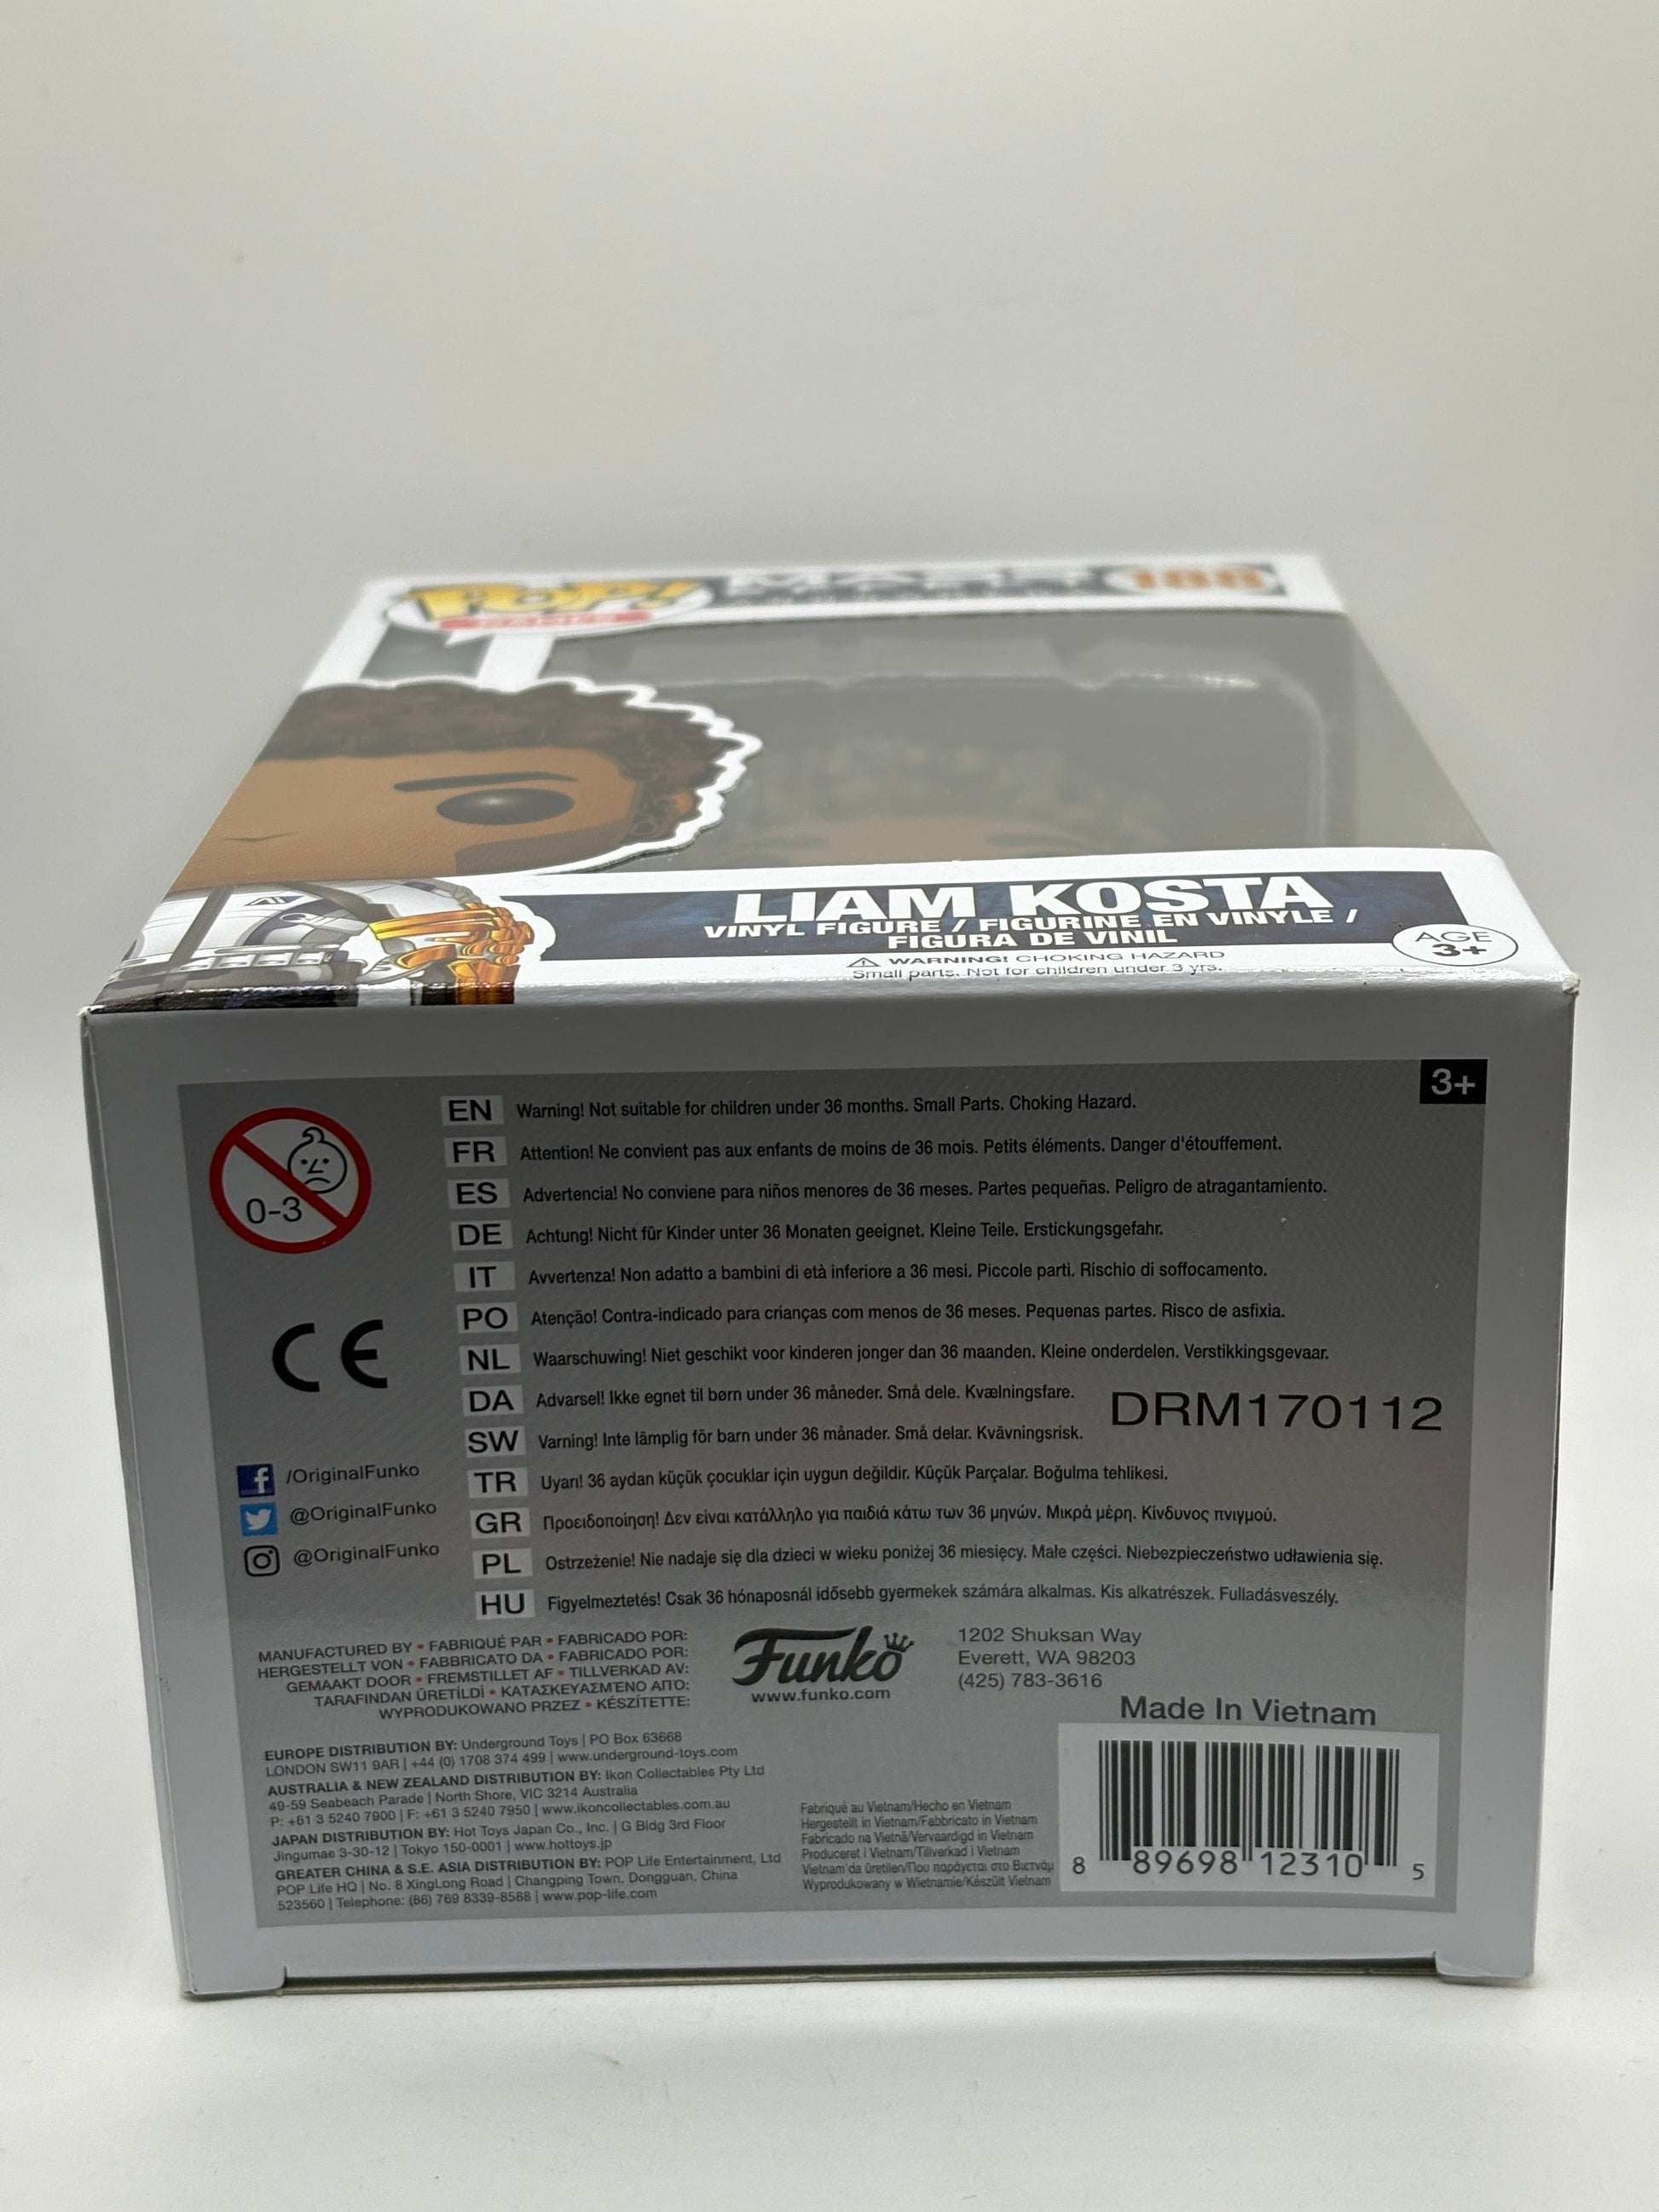 POP!
GAMES
MASS
188
LIAM KOSTA
VINYL FIGURE / FIGURINE EN VINYLE /
FIGURA DE VINIL
⚠ WARNING! CHOKING HAZARD
Small parts. Not for children under 3 yrs.
AGE
3+
3+
0-3
CE
EN Warning! Not suitable for children under 36 months. Small Parts. Choking Hazard.
FR Attention! Ne convient pas aux enfants de moins de 36 mois. Petits éléments. Danger d'étouffement.
ES Advertencia! No conviene para niños menores de 36 meses. Partes pequeñas. Peligro de atragantamiento.
DE Achtung! Nicht für Kinder unter 36 Monaten geeignet. Kleine Teile. Erstickungsgefahr.
IT Avvertenza! Non adatto a bambini di età inferiore a 36 mesi. Piccole parti. Rischio di soffocamento.
PO Atenção! Contra-indicado para crianças com menos de 36 meses. Pequenas partes. Risco de asfixia.
NL Waarschuwing! Niet geschikt voor kinderen jonger dan 36 maanden. Kleine onderdelen. Verstikkingsgevaar.
DA Advarsel! Ikke egnet til børn under 36 måneder. Små dele. Kvælningsfare.
DRM170112
SW Varning! Inte lämplig för barn under 36 månader. Små delar. Kvävningsrisk.
TR Uyarı! 36 aydan küçük çocuklar için uygun değildir. Küçük Parçalar. Boğulma tehlikesi.
GR Προειδοποίηση! Δεν είναι κατάλληλο για παιδιά κάτω των 36 μηνών. Μικρά μέρη. Κίνδυνος πνιγμού.
PL Ostrzeżenie! Nie nadaje się dla dzieci w wieku poniżej 36 miesięcy. Małe części. Niebezpieczeństwo udławienia się.
HU Figyelmeztetés! Csak 36 hónaposnál idősebb gyermekek számára alkalmas. Kis alkatrészek. Fulladásveszély.
/OriginalFunko
@OriginalFunko
@OriginalFunko
MANUFACTURED BY • FABRIQUÉ PAR • FABRICADO POR:
HERGESTELLT VON • FABBRICATO DA • FABRICADO POR:
GEMAAKT DOOR • FREMSTILLET AF • TILLVERKAD AV:
TARAFINDAN ÜRETİLDİ • ΚΑΤΑΣΚΕΥΑΣΜΈΝΟ ΑΠΌ:
WYPRODUKOWANO PRZEZ • KÉSZÍTETTE:
Funko
www.funko.com
1202 Shuksan Way
Everett, WA 98203
(425) 783-3616
Made In Vietnam
EUROPE DISTRIBUTION BY: Underground Toys | PO Box 63668
LONDON SW11 9AR | +44 (0) 1708 374 499 | www.underground-toys.com
AUSTRALIA & NEW ZEALAND DISTRIBUTION BY: Ikon Collectables Pty Ltd
49-59 Seabeach Parade | North Shore, VIC 3214 Australia
P: +61 3 5240 7900 | F: +61 3 5240 7950 | www.ikoncollectables.com.au
JAPAN DISTRIBUTION BY: Hot Toys Japan Co., Inc. | G Bldg 3rd Floor
Jingumae 3-30-12 | Tokyo 150-0001 | www.hottoys.jp
GREATER CHINA & S.E. ASIA DISTRIBUTION BY: POP Life Entertainment, Ltd
POP Life HQ | No. 8 XingLong Road | Changping Town, Dongguan, China
523560 | Telephone: (86) 769 8339-8588 | www.pop-life.com
Fabriqué au Vietnam/Hecho en Vietnam
Hergestellt in Vietnam/Fabbricato in Vietnam
Fabricado na Vietnã/Vervaardigd in Vietnam
Produceret i Vietnam/Tillverkad i Vietnam
Vietnam'da üretilen/Που παράγεται στο Βιετνάμ
Wyprodukowany w Wietnamie/Készült Vietnam
8 89698 12310 5